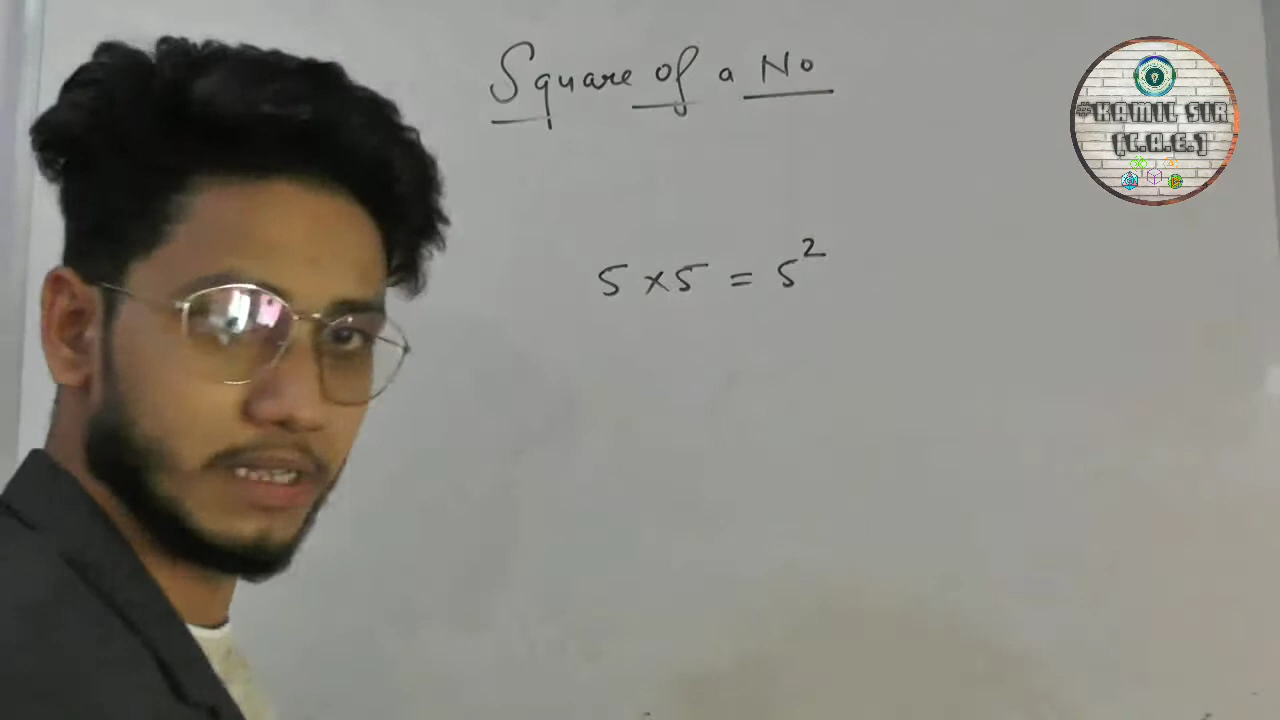 Square of a No
#KAMIL SIR
[C.A.E.]
5 × 5 = 5²